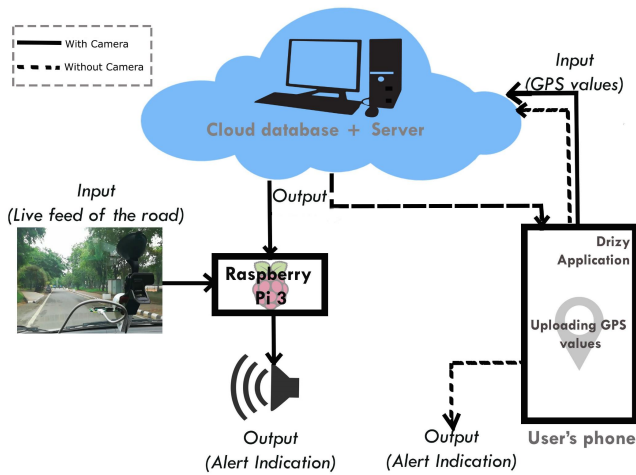 With Camera
Without Camera
Input
(GPS values)
Cloud database + Server
Input
(Live feed of the road)
Output
Raspberry
Pi 3
Drizy
Application
Uploading GPS
values
Output
(Alert Indication)
Output
(Alert Indication)
User's phone